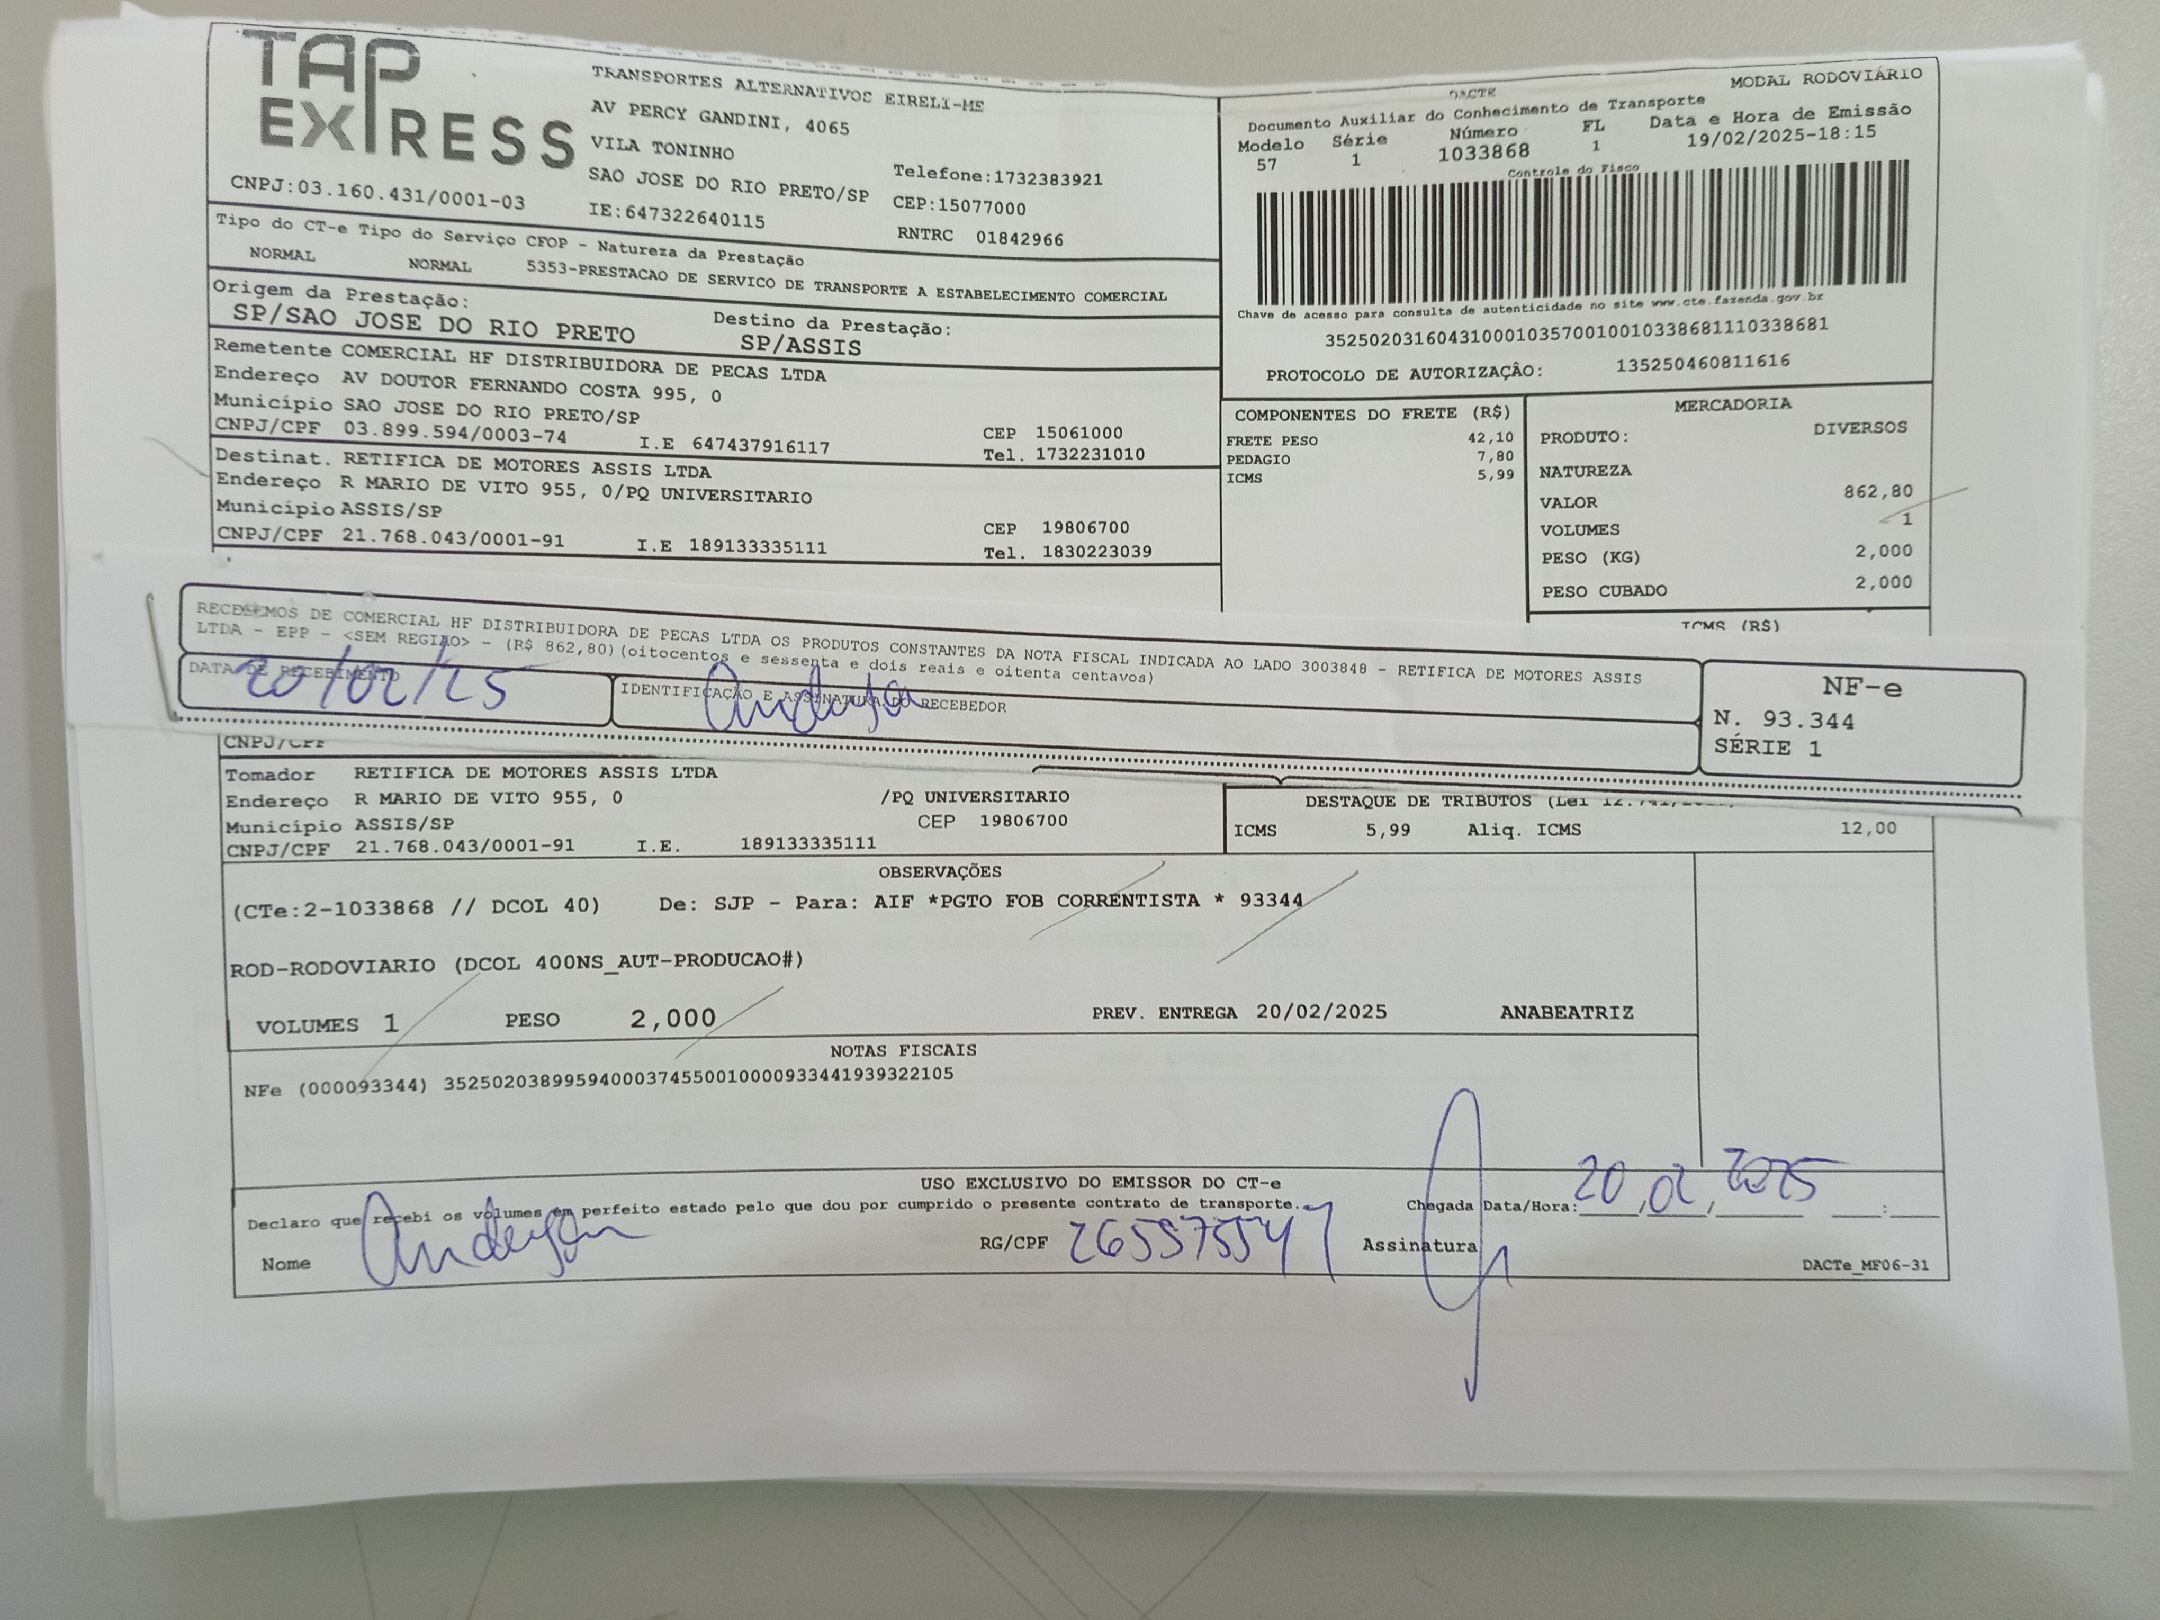 TAP EXPRESS
TRANSPORTES ALTERNATIVOS EIRELI-ME
AV PERCY GANDINI, 4065
VILA TONINHO
SAO JOSE DO RIO PRETO/SP
Telefone:1732383921
CNPJ:03.160.431/0001-03
IE:647322640115
CEP:15077000
RNTRC 01842966
DACTE
MODAL RODOVIÁRIO
Documento Auxiliar do Conhecimento de Transporte
Modelo Série Número FL Data e Hora de Emissão
57 1 1033868 1 19/02/2025-18:15
Controle do Fisco
Chave de acesso para consulta de autenticidade no site www.cte.fazenda.gov.br
35250203160431000103570010010338681110338681
PROTOCOLO DE AUTORIZAÇÂO: 135250460811616
Tipo do CT-e Tipo do Serviço CFOP - Natureza da Prestação
NORMAL NORMAL 5353-PRESTACAO DE SERVICO DE TRANSPORTE A ESTABELECIMENTO COMERCIAL
Origem da Prestação: Destino da Prestação:
SP/SAO JOSE DO RIO PRETO SP/ASSIS
Remetente COMERCIAL HF DISTRIBUIDORA DE PECAS LTDA
Endereço AV DOUTOR FERNANDO COSTA 995, 0
Município SAO JOSE DO RIO PRETO/SP CEP 15061000
CNPJ/CPF 03.899.594/0003-74 I.E 647437916117 Tel. 1732231010
Destinat. RETIFICA DE MOTORES ASSIS LTDA
Endereço R MARIO DE VITO 955, 0/PQ UNIVERSITARIO
Município ASSIS/SP CEP 19806700
CNPJ/CPF 21.768.043/0001-91 I.E 189133335111 Tel. 1830223039
COMPONENTES DO FRETE (R$)
FRETE PESO 42,10
PEDAGIO 7,80
ICMS 5,99
MERCADORIA
PRODUTO: DIVERSOS
NATUREZA
VALOR 862,80
VOLUMES 1
PESO (KG) 2,000
PESO CUBADO 2,000
ICMS (R$)
RECEBEMOS DE COMERCIAL HF DISTRIBUIDORA DE PECAS LTDA OS PRODUTOS CONSTANTES DA NOTA FISCAL INDICADA AO LADO 3003848 - RETIFICA DE MOTORES ASSIS
LTDA - EPP - <SEM REGIAO> - (R$ 862,80)(oitocentos e sessenta e dois reais e oitenta centavos)
DATA DE RECEBIMENTO
20/02/25
IDENTIFICAÇÃO E ASSINATURA DO RECEBEDOR
Anderson
NF-e
N. 93.344
SÉRIE 1
CNPJ/CPF
Tomador RETIFICA DE MOTORES ASSIS LTDA
Endereço R MARIO DE VITO 955, 0 /PQ UNIVERSITARIO
Município ASSIS/SP CEP 19806700
CNPJ/CPF 21.768.043/0001-91 I.E. 189133335111
DESTAQUE DE TRIBUTOS (Lei 12.741/
ICMS 5,99 Aliq. ICMS 12,00
OBSERVAÇÕES
(CTe:2-1033868 // DCOL 40) De: SJP - Para: AIF *PGTO FOB CORRENTISTA * 93344
ROD-RODOVIARIO (DCOL 400NS_AUT-PRODUCAO#)
VOLUMES 1 PESO 2,000 PREV. ENTREGA 20/02/2025 ANABEATRIZ
NOTAS FISCAIS
NFe (000093344) 35250203899594000374550010000933441939322105
USO EXCLUSIVO DO EMISSOR DO CT-e
Declaro que recebi os volumes em perfeito estado pelo que dou por cumprido o presente contrato de transporte.
Chegada Data/Hora: 20, 02, 2025 :
Nome Anderson RG/CPF 265575547 Assinatura
DACTe_MF06-31